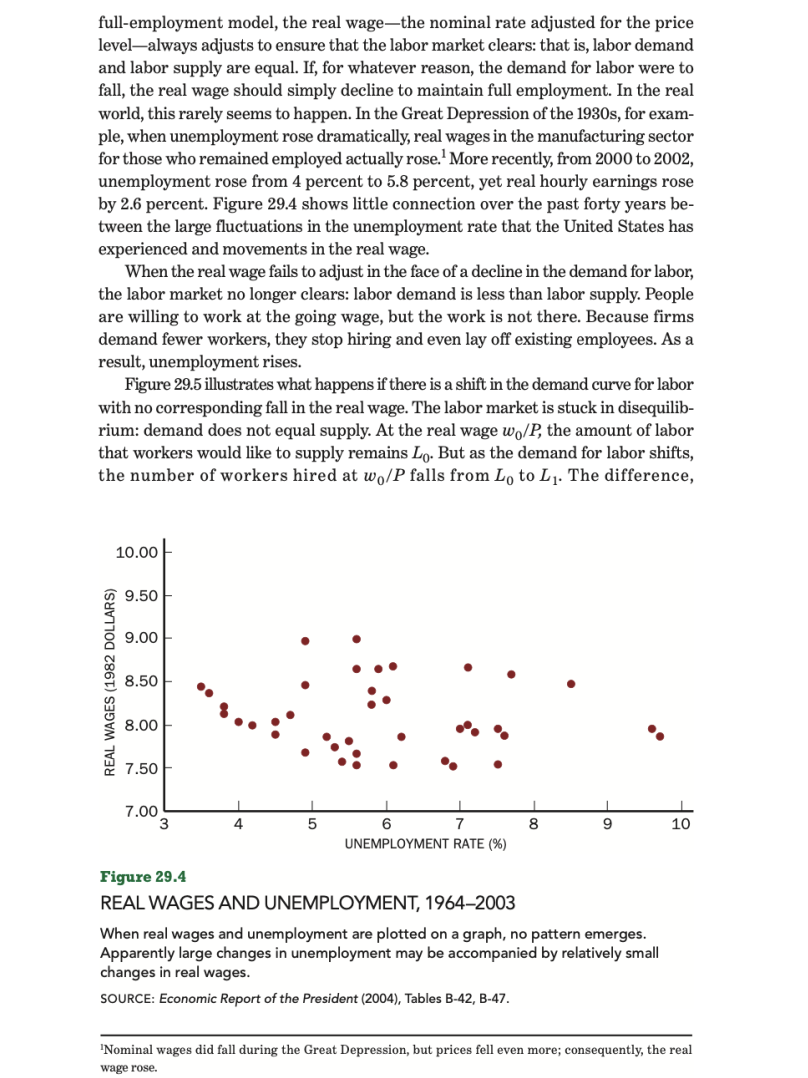 full-employment model, the real wage—the nominal rate adjusted for the price
level—always adjusts to ensure that the labor market clears: that is, labor demand
and labor supply are equal. If, for whatever reason, the demand for labor were to
fall, the real wage should simply decline to maintain full employment. In the real
world, this rarely seems to happen. In the Great Depression of the 1930s, for exam-
ple, when unemployment rose dramatically, real wages in the manufacturing sector
for those who remained employed actually rose.¹ More recently, from 2000 to 2002,
unemployment rose from 4 percent to 5.8 percent, yet real hourly earnings rose
by 2.6 percent. Figure 29.4 shows little connection over the past forty years be-
tween the large fluctuations in the unemployment rate that the United States has
experienced and movements in the real wage.
When the real wage fails to adjust in the face of a decline in the demand for labor,
the labor market no longer clears: labor demand is less than labor supply. People
are willing to work at the going wage, but the work is not there. Because firms
demand fewer workers, they stop hiring and even lay off existing employees. As a
result, unemployment rises.
Figure 29.5 illustrates what happens if there is a shift in the demand curve for labor
with no corresponding fall in the real wage. The labor market is stuck in disequilib-
rium: demand does not equal supply. At the real wage w₀/P, the amount of labor
that workers would like to supply remains L₀. But as the demand for labor shifts,
the number of workers hired at w₀/P falls from L₀ to L₁. The difference,
REAL WAGES (1982 DOLLARS)
10.00
9.50
9.00
8.50
8.00
7.50
7.00
3 4 5 6 7 8 9 10
UNEMPLOYMENT RATE (%)
Figure 29.4
REAL WAGES AND UNEMPLOYMENT, 1964–2003
When real wages and unemployment are plotted on a graph, no pattern emerges.
Apparently large changes in unemployment may be accompanied by relatively small
changes in real wages.
SOURCE: Economic Report of the President (2004), Tables B-42, B-47.
¹Nominal wages did fall during the Great Depression, but prices fell even more; consequently, the real
wage rose.